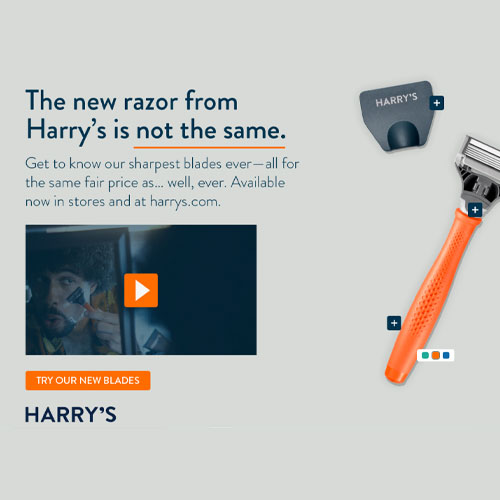 The new razor from
Harry's is not the same.
HARRY'S
Get to know our sharpest blades ever—all for
the same fair price as... well, ever. Available
now in stores and at harrys.com.
TRY OUR NEW BLADES
HARRY'S